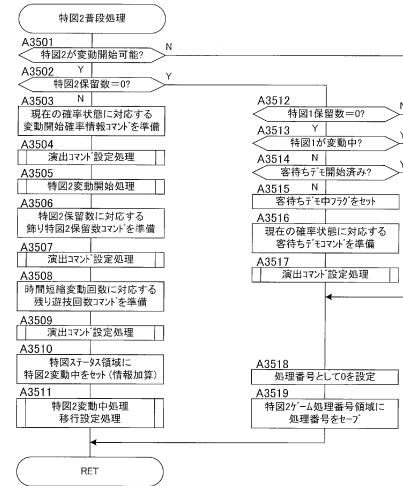 特図2普段処理
A3501
特図2が変動開始可能?
N
Y
A3502
特図2保留数=0?
Y
N
A3503
現在の確率状態に対応する
変動開始確率情報コマンドを準備
A3504
演出コマンド設定処理
A3505
特図2変動開始処理
A3506
特図2保留数に対応する
飾り特図2保留数コマンドを準備
A3507
演出コマンド設定処理
A3508
時間短縮変動回数に対応する
残り遊技回数コマンドを準備
A3509
演出コマンド設定処理
A3510
特図ステータス領域に
特図2変動中をセット(情報加算)
A3511
特図2変動中処理
移行設定処理
RET
A3512
特図1保留数=0?
N
Y
A3513
特図1が変動中?
Y
N
A3514
客待ちデモ開始済み?
Y
N
A3515
客待ちデモ中フラグをセット
A3516
現在の確率状態に対応する
客待ちデモコマンドを準備
A3517
演出コマンド設定処理
A3518
処理番号として0を設定
A3519
特図2ゲーム処理番号領域に
処理番号をセーブ